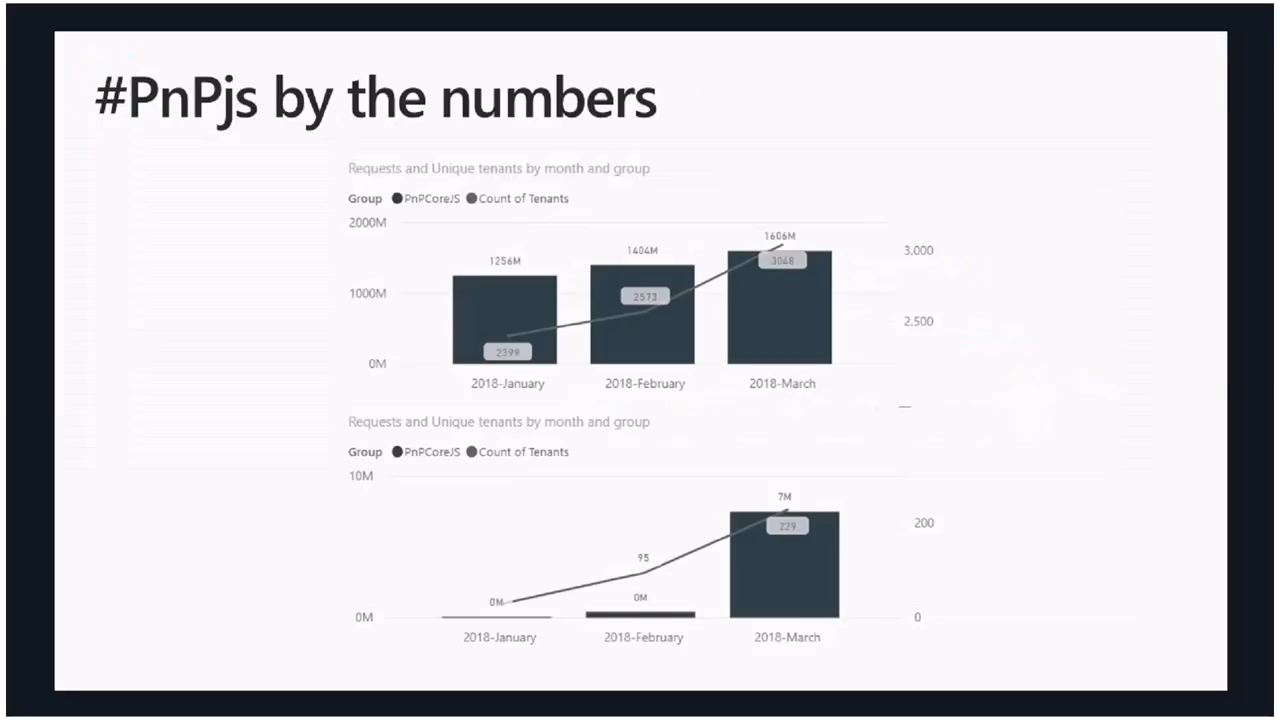 #PnPjs by the numbers
Requests and Unique tenants by month and group
Group PnPCoreJS Count of Tenants
2000M
1606M
1404M
3,000
1256M
3048
1000M
2573
2,500
2399
0M
2018-January 2018-February 2018-March
Requests and Unique tenants by month and group
Group PnPCoreJS Count of Tenants
10M
7M
200
229
95
0M
0M
0M
0
2018-January 2018-February 2018-March